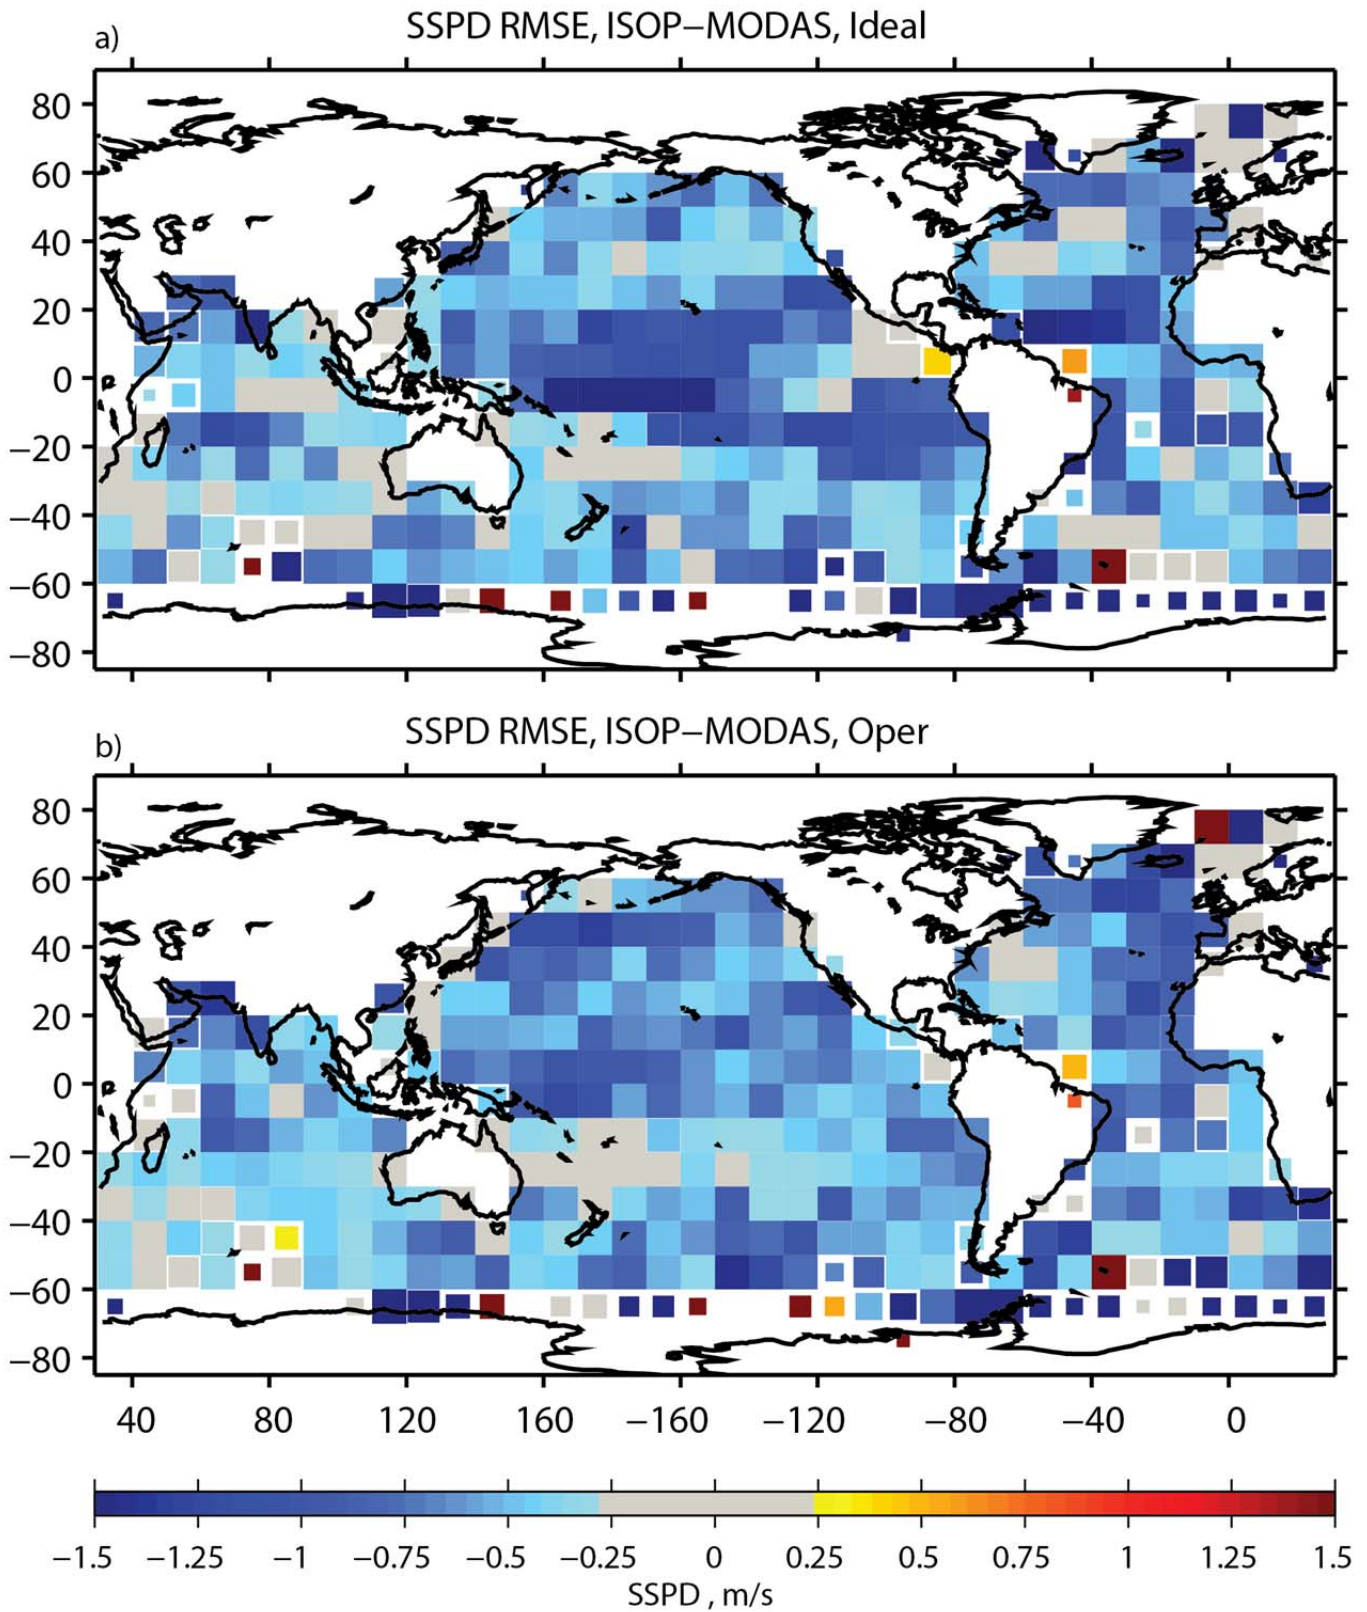 SSPD RMSE, ISOP−MODAS, Ideal
a)
80
60
40
20
0
−20
−40
−60
−80
SSPD RMSE, ISOP−MODAS, Oper
b)
80
60
40
20
0
−20
−40
−60
−80
40 80 120 160 −160 −120 −80 −40 0
−1.5 −1.25 −1 −0.75 −0.5 −0.25 0 0.25 0.5 0.75 1 1.25 1.5
SSPD , m/s